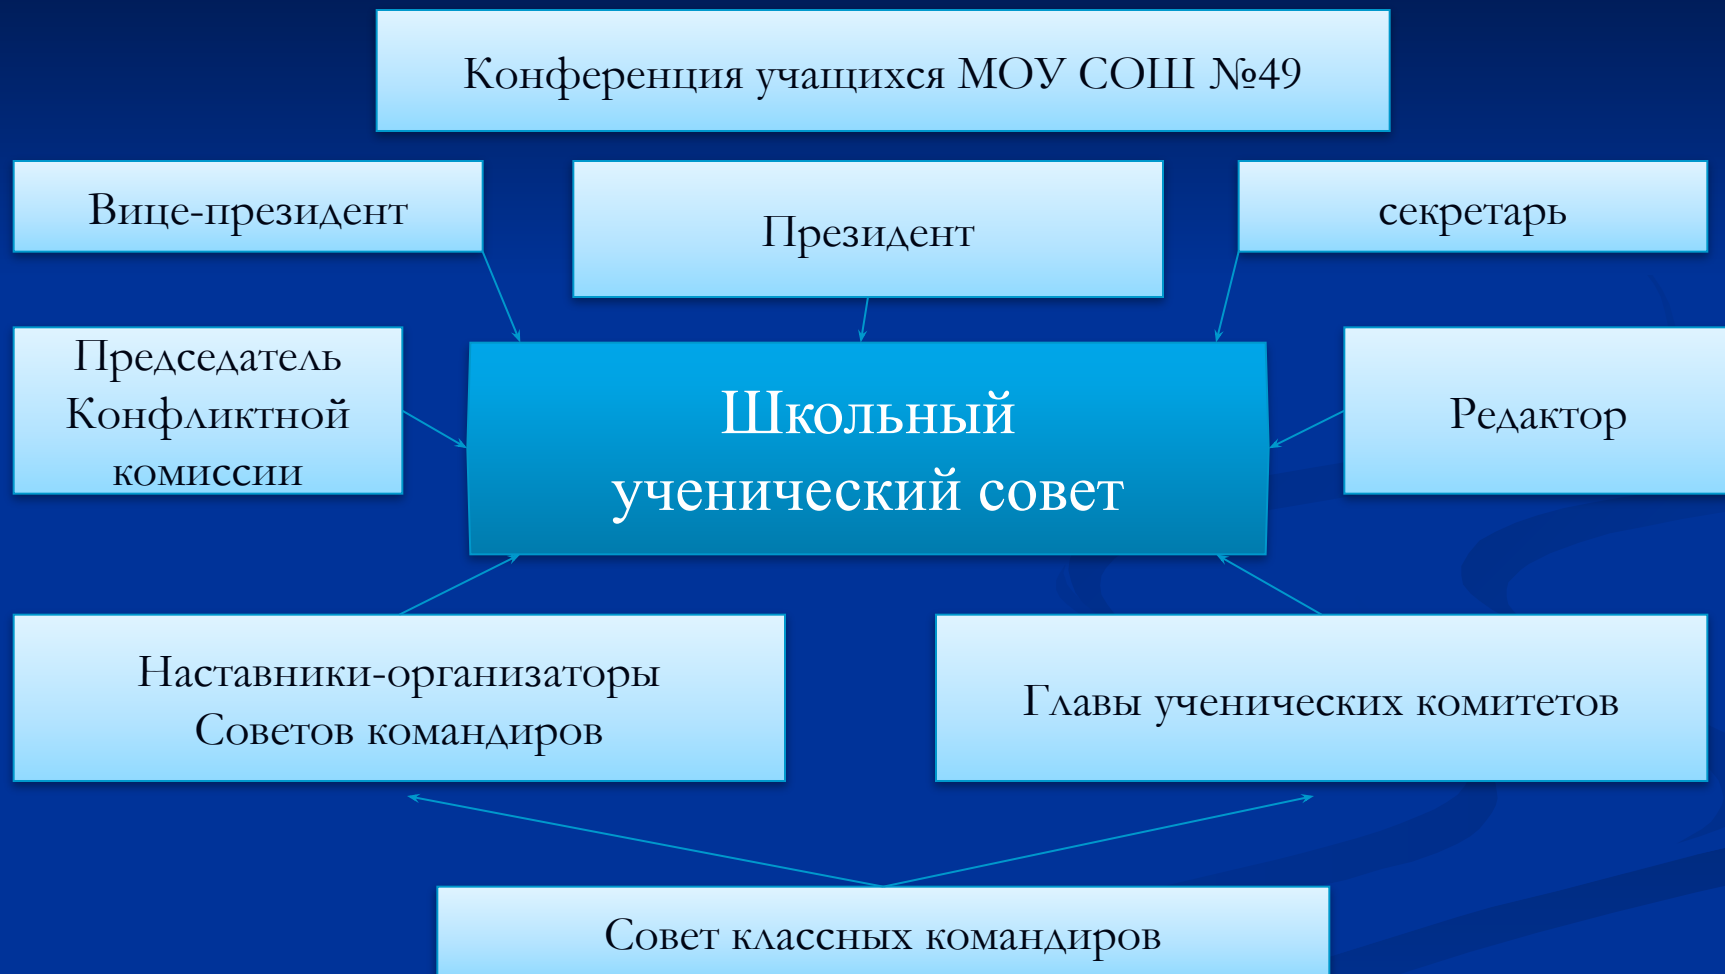 Конференция учащихся МОУ СОШ №49
Вице-президент
Президент
секретарь
Председатель
Конфликтной
комиссии
Школьный
ученический совет
Редактор
Наставники-организаторы
Советов командиров
Главы ученических комитетов
Совет классных командиров